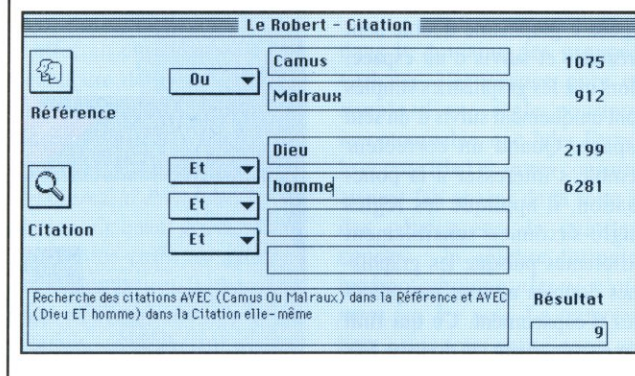 Le Robert - Citation
Camus 1075
Ou
Malraux 912
Référence
Dieu 2199
Et
homme 6281
Et
Citation
Et
Recherche des citations AVEC (Camus Ou Malraux) dans la Référence et AVEC
(Dieu ET homme) dans la Citation elle-même
Résultat
9